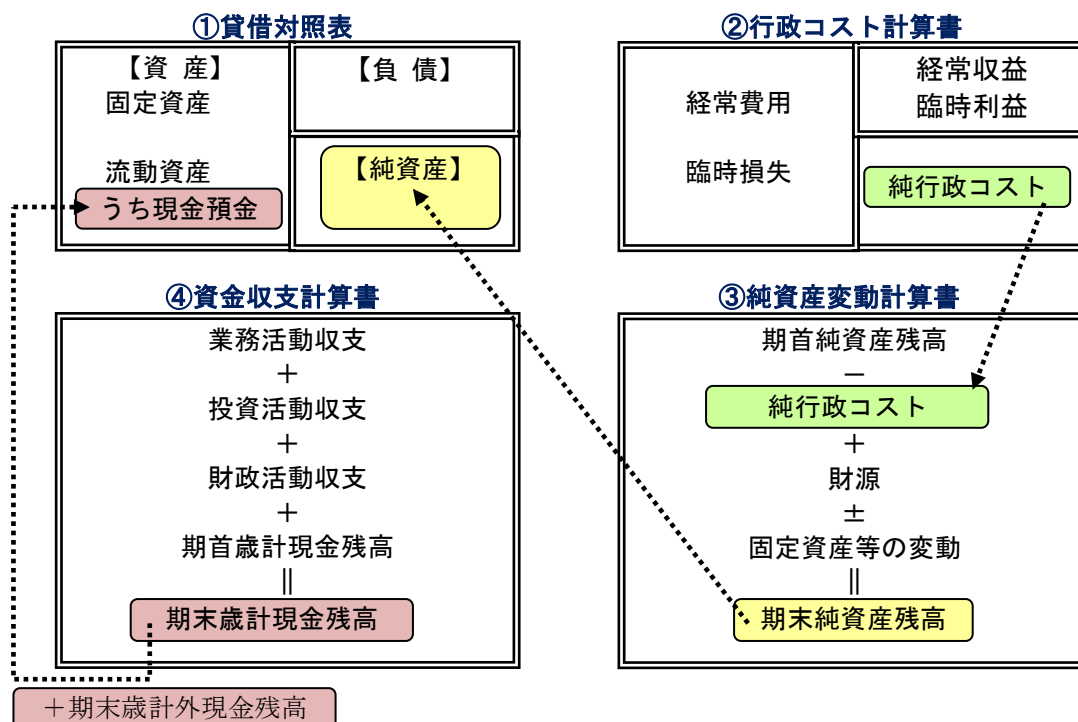 ①貸借対照表
【資 産】
固定資産
流動資産
うち現金預金
【負 債】
【純資産】
②行政コスト計算書
経常費用
臨時損失
経常収益
臨時利益
純行政コスト
④資金収支計算書
業務活動収支
＋
投資活動収支
＋
財政活動収支
＋
期首歳計現金残高
||
期末歳計現金残高
＋期末歳計外現金残高
③純資産変動計算書
期首純資産残高
－
純行政コスト
＋
財源
±
固定資産等の変動
||
期末純資産残高